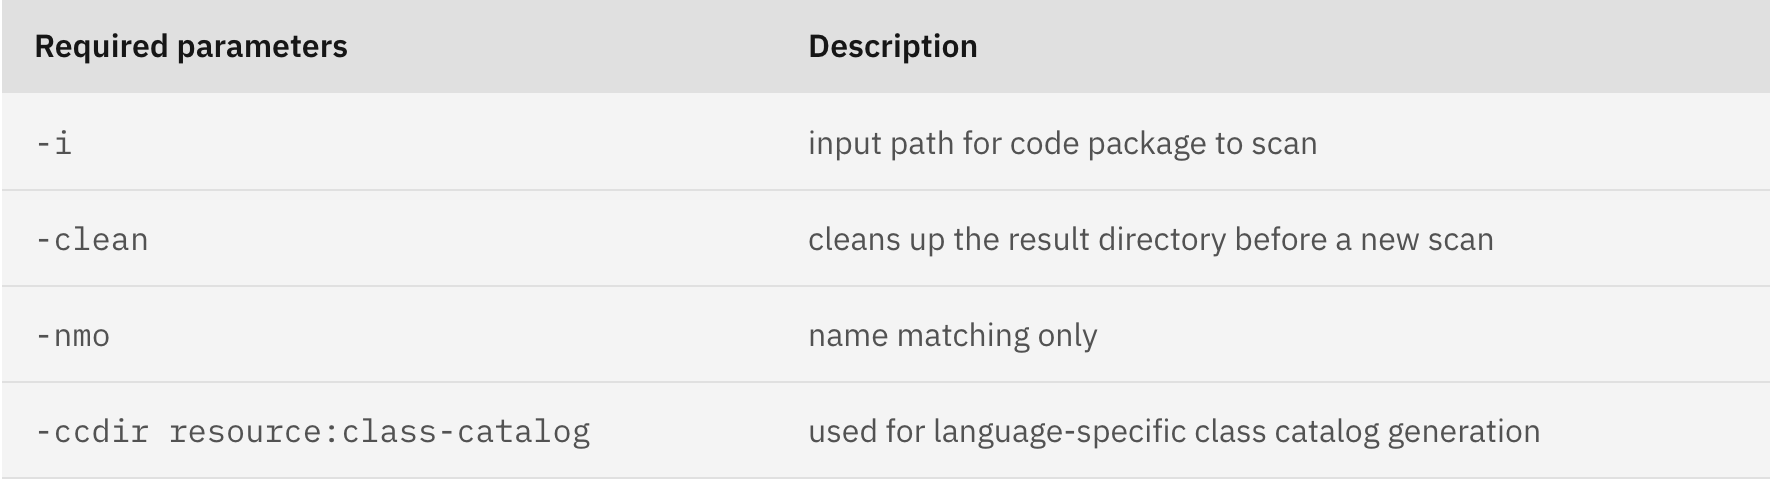 Required parameters Description
-i input path for code package to scan
-clean cleans up the result directory before a new scan
-nmo name matching only
-ccdir resource:class-catalog used for language-specific class catalog generation